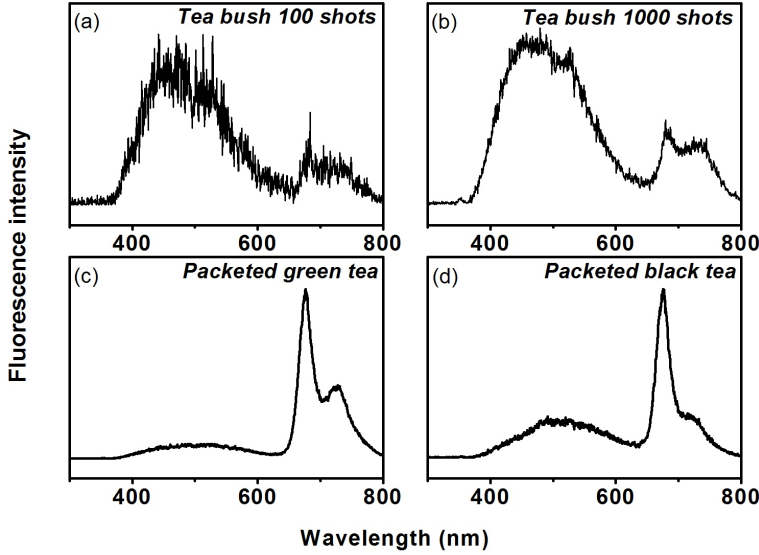 (a) Tea bush 100 shots
(b) Tea bush 1000 shots
400 600 800
400 600 800
(c) Packeted green tea
(d) Packeted black tea
400 600 800
400 600 800
Fluorescence intensity
Wavelength (nm)